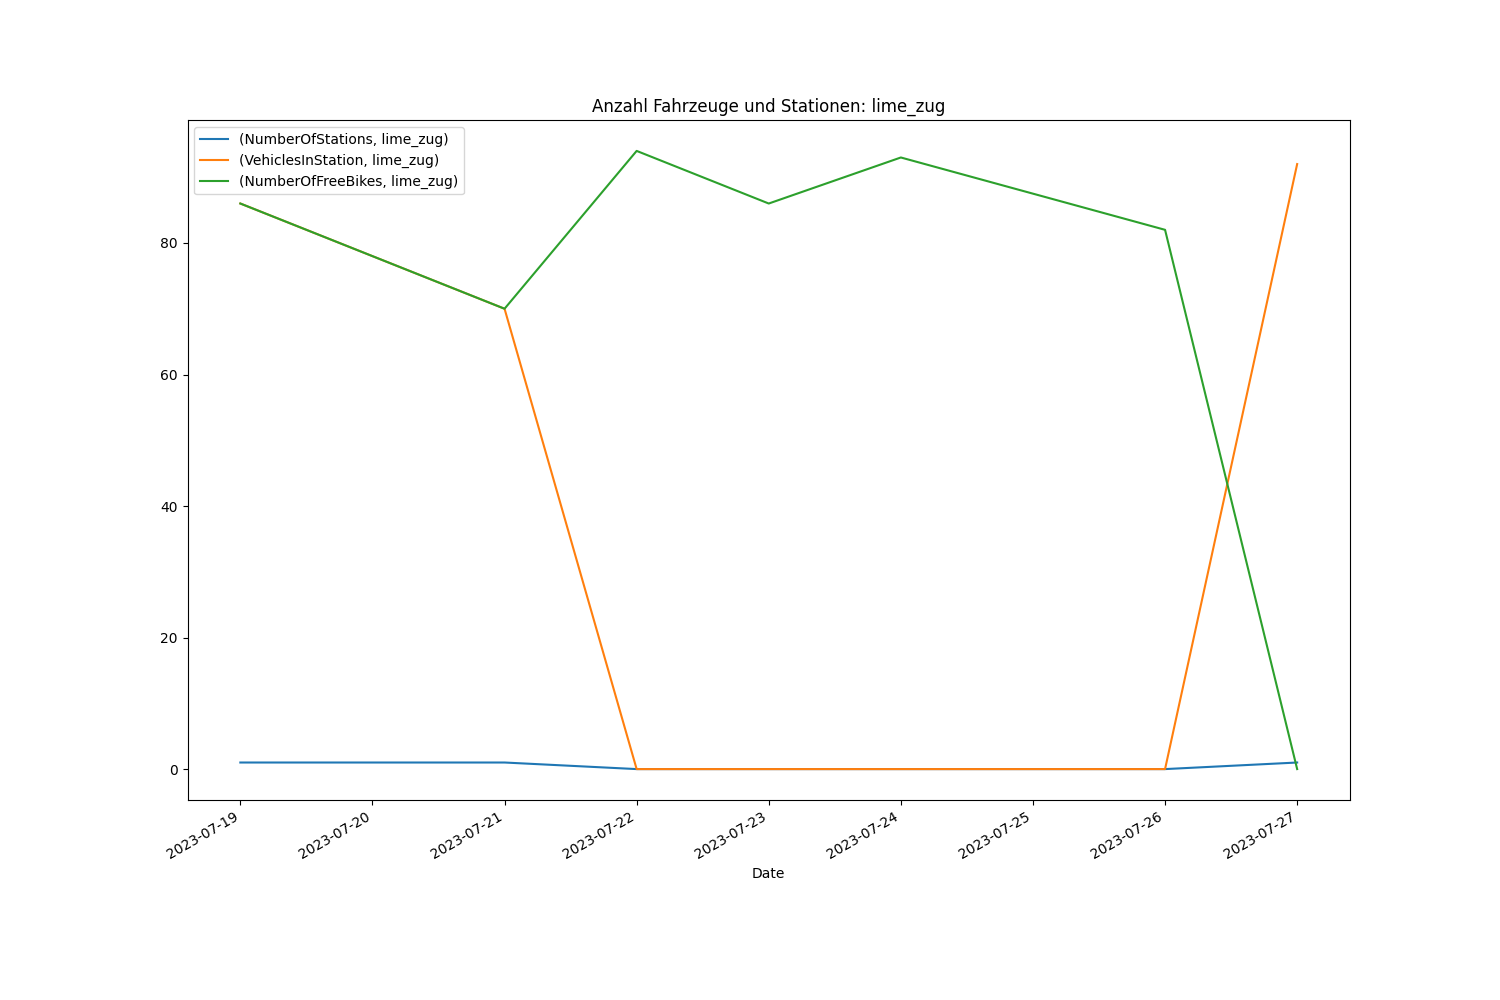 Anzahl Fahrzeuge und Stationen: lime_zug
(NumberOfStations, lime_zug)
(VehiclesInStation, lime_zug)
(NumberOfFreeBikes, lime_zug)
80
60
40
20
0
2023-07-19
2023-07-20
2023-07-21
2023-07-22
2023-07-23
2023-07-24
2023-07-25
2023-07-26
2023-07-27
Date